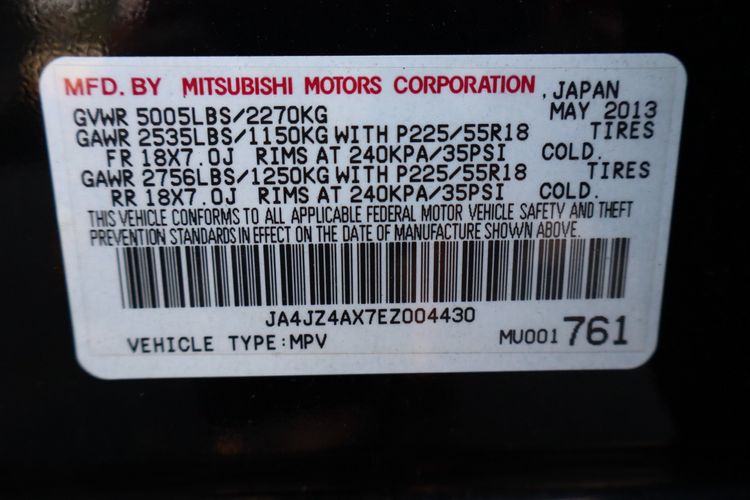 MFD. BY MITSUBISHI MOTORS CORPORATION , JAPAN
GVWR 5005LBS/2270KG MAY 2013
GAWR 2535LBS/1150KG WITH P225/55R18 TIRES
FR 18X7.0J RIMS AT 240KPA/35PSI COLD.
GAWR 2756LBS/1250KG WITH P225/55R18 TIRES
RR 18X7.0J RIMS AT 240KPA/35PSI COLD.
THIS VEHICLE CONFORMS TO ALL APPLICABLE FEDERAL MOTOR VEHICLE SAFETY AND THEFT
PREVENTION STANDARDS IN EFFECT ON THE DATE OF MANUFACTURE SHOWN ABOVE.
JA4JZ4AX7EZ004430
VEHICLE TYPE:MPV MU001 761